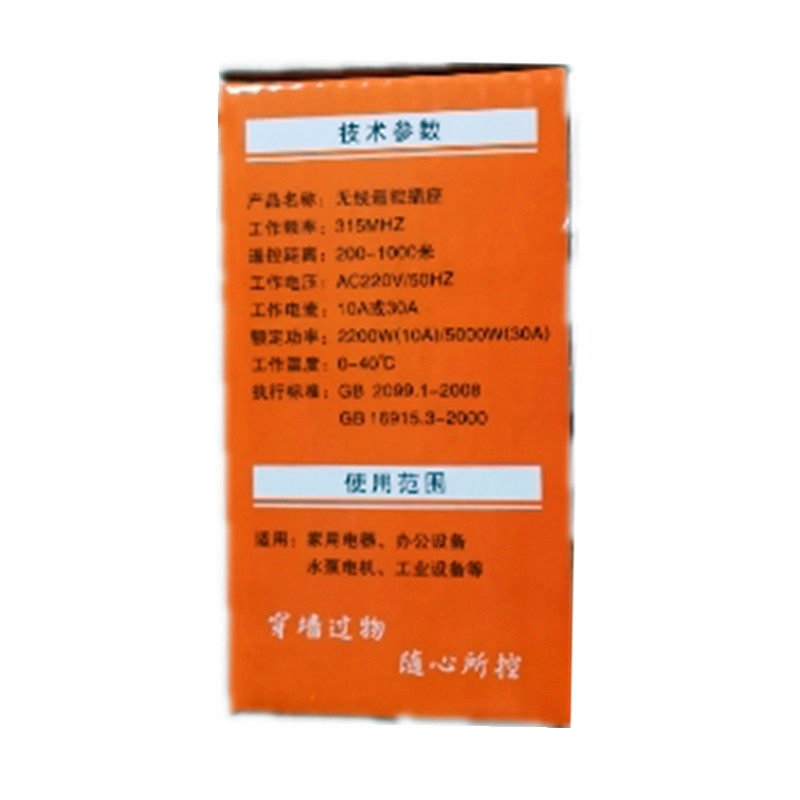 技术参数
产品名称：无线遥控插座
工作频率：315MHZ
遥控距离：200-1000米
工作电压：AC220V/50HZ
工作电流：10A或30A
额定功率：2200W(10A)/5000W(30A)
工作温度：0-40℃
执行标准：GB 2099.1-2008
GB 16915.3-2000
使用范围
适用：家用电器、办公设备
水泵电机、工业设备等
穿墙过物
随心所控